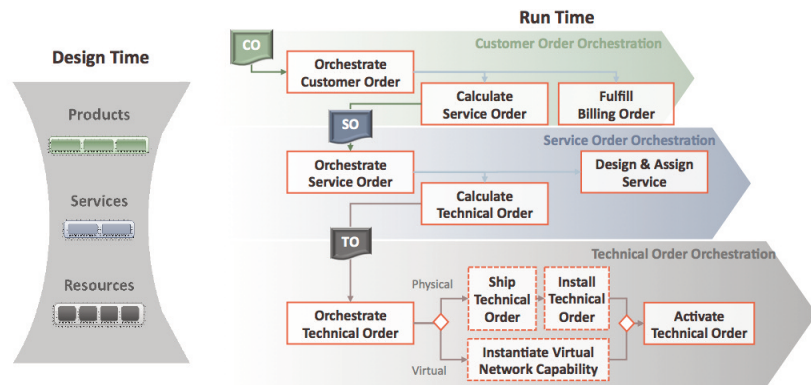 Design Time
Products
Services
Resources
Run Time
CO
Customer Order Orchestration
Orchestrate
Customer Order
Calculate
Service Order
Fulfill
Billing Order
SO
Service Order Orchestration
Orchestrate
Service Order
Design & Assign
Service
Calculate
Technical Order
TO
Technical Order Orchestration
Orchestrate
Technical Order
Physical
Ship
Technical
Order
Install
Technical
Order
Activate
Technical Order
Virtual
Instantiate Virtual
Network Capability